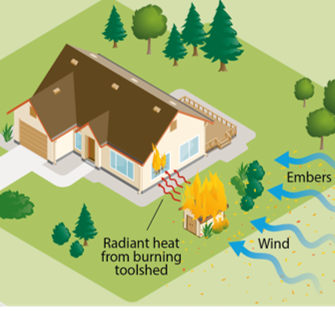 Embers
Wind
Radiant heat
from burning
toolshed